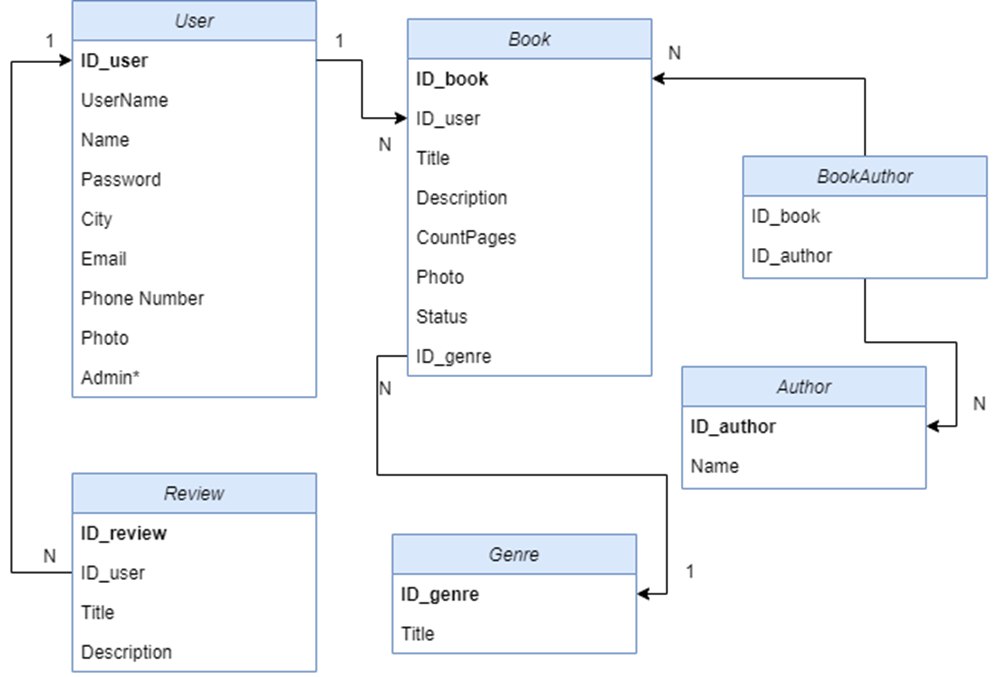 User
1
ID_user
UserName
Name
Password
City
Email
Phone Number
Photo
Admin*
1
N
Book
ID_book
ID_user
Title
Description
CountPages
Photo
Status
ID_genre
N
N
BookAuthor
ID_book
ID_author
Author
ID_author
Name
N
Review
ID_review
ID_user
Title
Description
N
Genre
ID_genre
Title
1